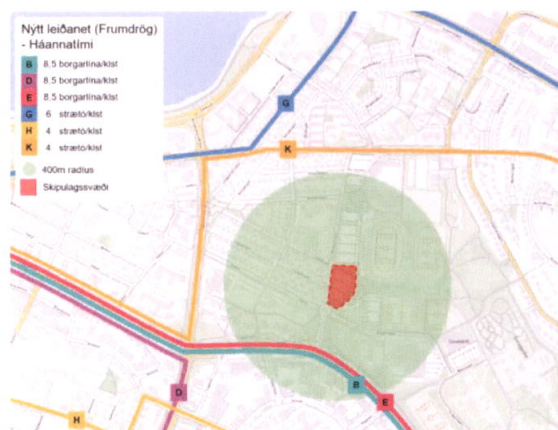 Nýtt leiðanet (Frumdrög)
- Háannatími
B 8.5 borgarlína/klst
D 8.5 borgarlína/klst
E 8.5 borgarlína/klst
G 6 strætó/klst
H 4 strætó/klst
K 4 strætó/klst
400m radíus
Skipulagssvæði
G
K
B
D
E
H